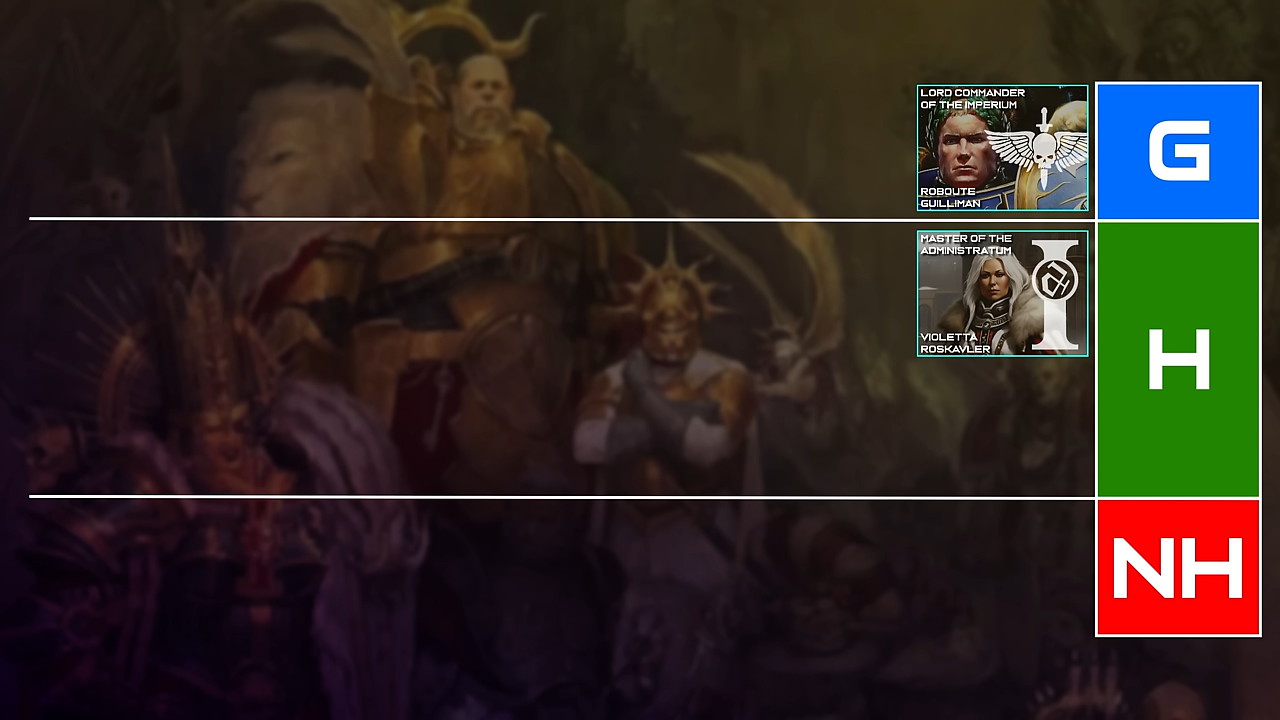 LORD COMMANDER
OF THE IMPERIUM
ROBOUTE
GUILLIMAN
G
MASTER OF THE
ADMINISTRATUM
VIOLETTA
ROSKAVLER
I
H
NH